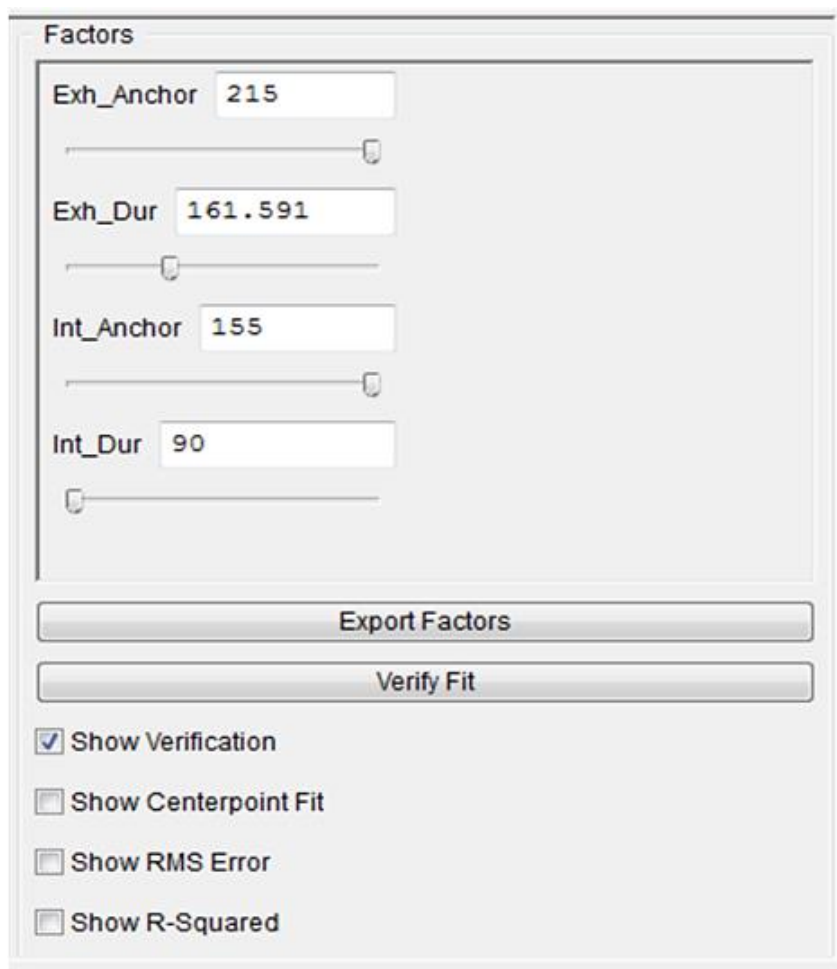 Factors
Exh_Anchor 215
Exh_Dur 161.591
Int_Anchor 155
Int_Dur 90
Export Factors
Verify Fit
Show Verification
Show Centerpoint Fit
Show RMS Error
Show R-Squared